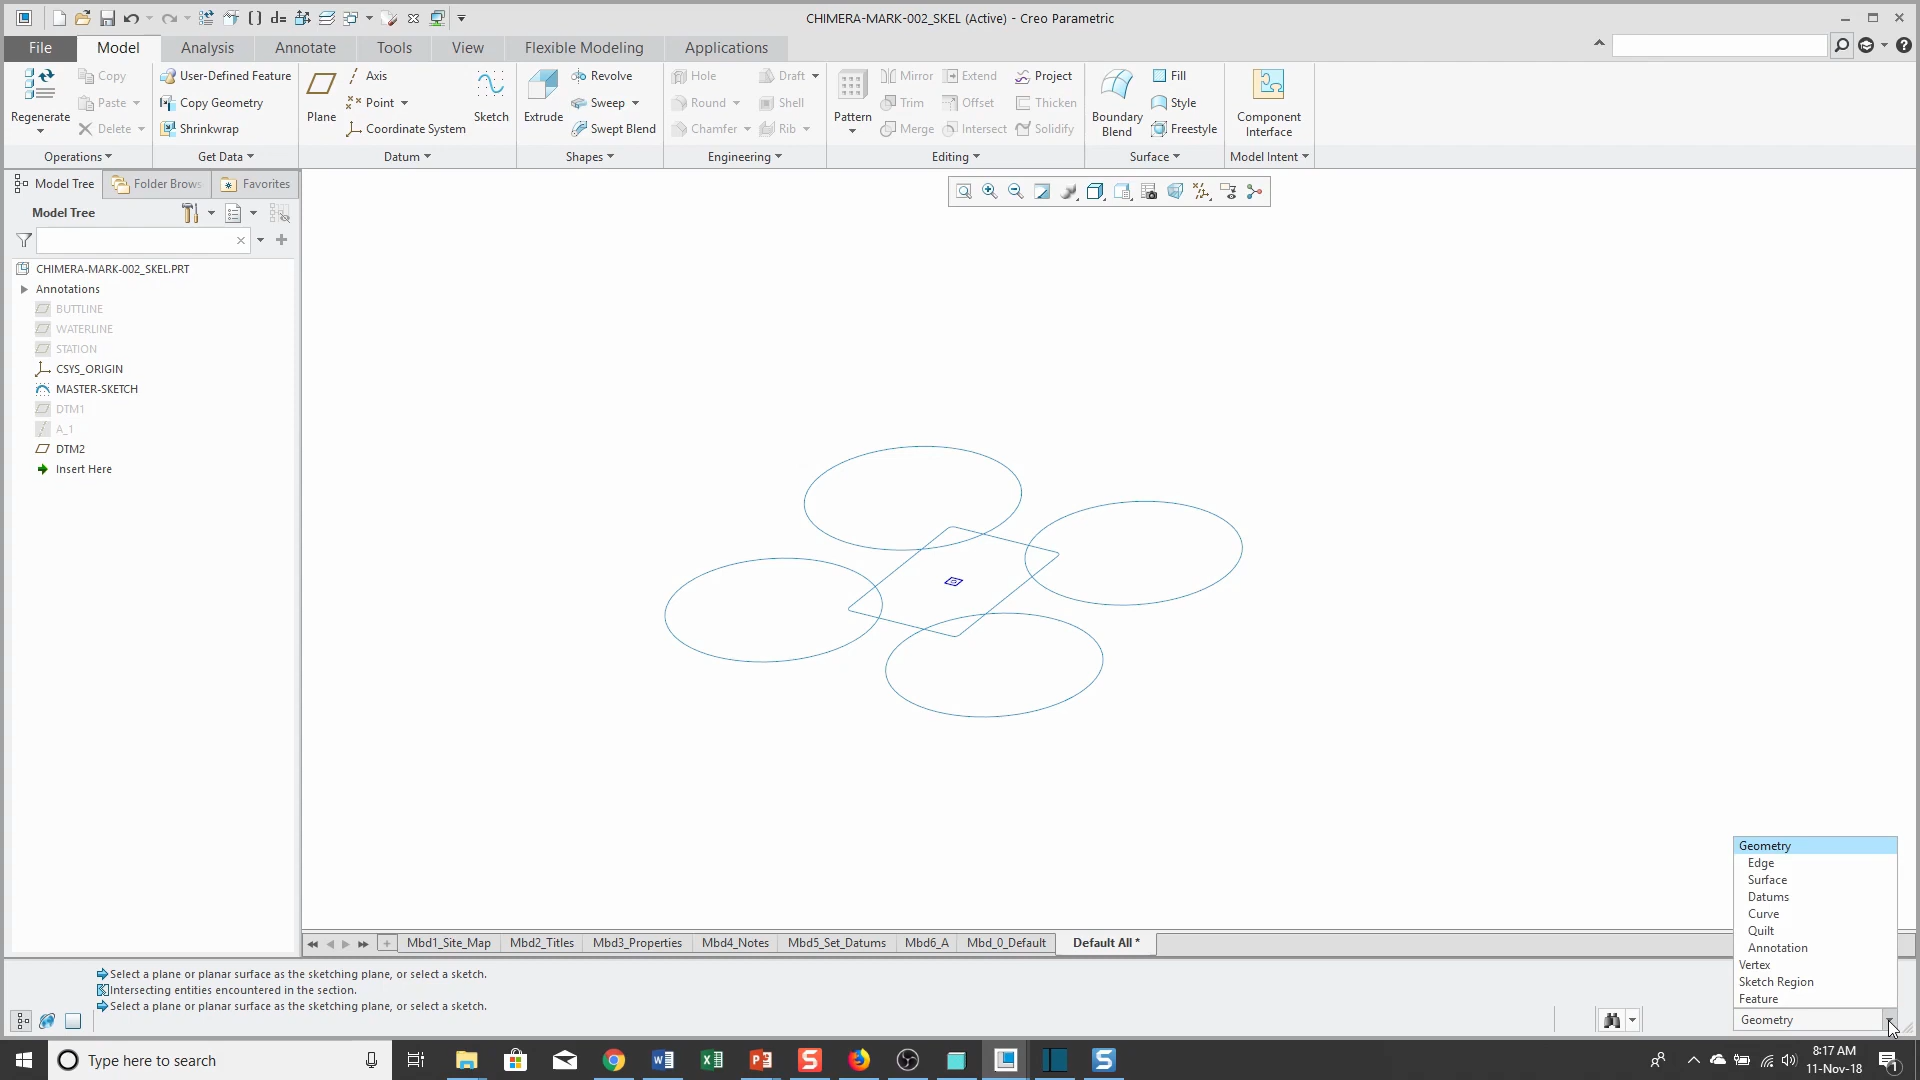 CHIMERA-MARK-002_SKEL (Active) - Creo Parametric
File
Model
Analysis
Annotate
Tools
View
Flexible Modeling
Applications
Regenerate
Copy
Paste
Delete
Operations
User-Defined Feature
Copy Geometry
Shrinkwrap
Get Data
Plane
Axis
Point
Coordinate System
Sketch
Datum
Extrude
Revolve
Sweep
Swept Blend
Shapes
Hole
Round
Chamfer
Draft
Shell
Rib
Engineering
Pattern
Mirror
Trim
Merge
Extend
Offset
Intersect
Project
Thicken
Solidify
Editing
Boundary
Blend
Fill
Style
Freestyle
Surface
Component
Interface
Model Intent
Model Tree
Folder Brows
Favorites
Model Tree
CHIMERA-MARK-002_SKEL.PRT
Annotations
BUTTLINE
WATERLINE
STATION
CSYS_ORIGIN
MASTER-SKETCH
DTM1
A_1
DTM2
Insert Here
Mbd1_Site_Map
Mbd2_Titles
Mbd3_Properties
Mbd4_Notes
Mbd5_Set_Datums
Mbd6_A
Mbd_0_Default
Default All *
Select a plane or planar surface as the sketching plane, or select a sketch.
Intersecting entities encountered in the section.
Select a plane or planar surface as the sketching plane, or select a sketch.
Geometry
Edge
Surface
Datums
Curve
Quilt
Annotation
Vertex
Sketch Region
Feature
Geometry
Type here to search
8:17 AM
11-Nov-18
1